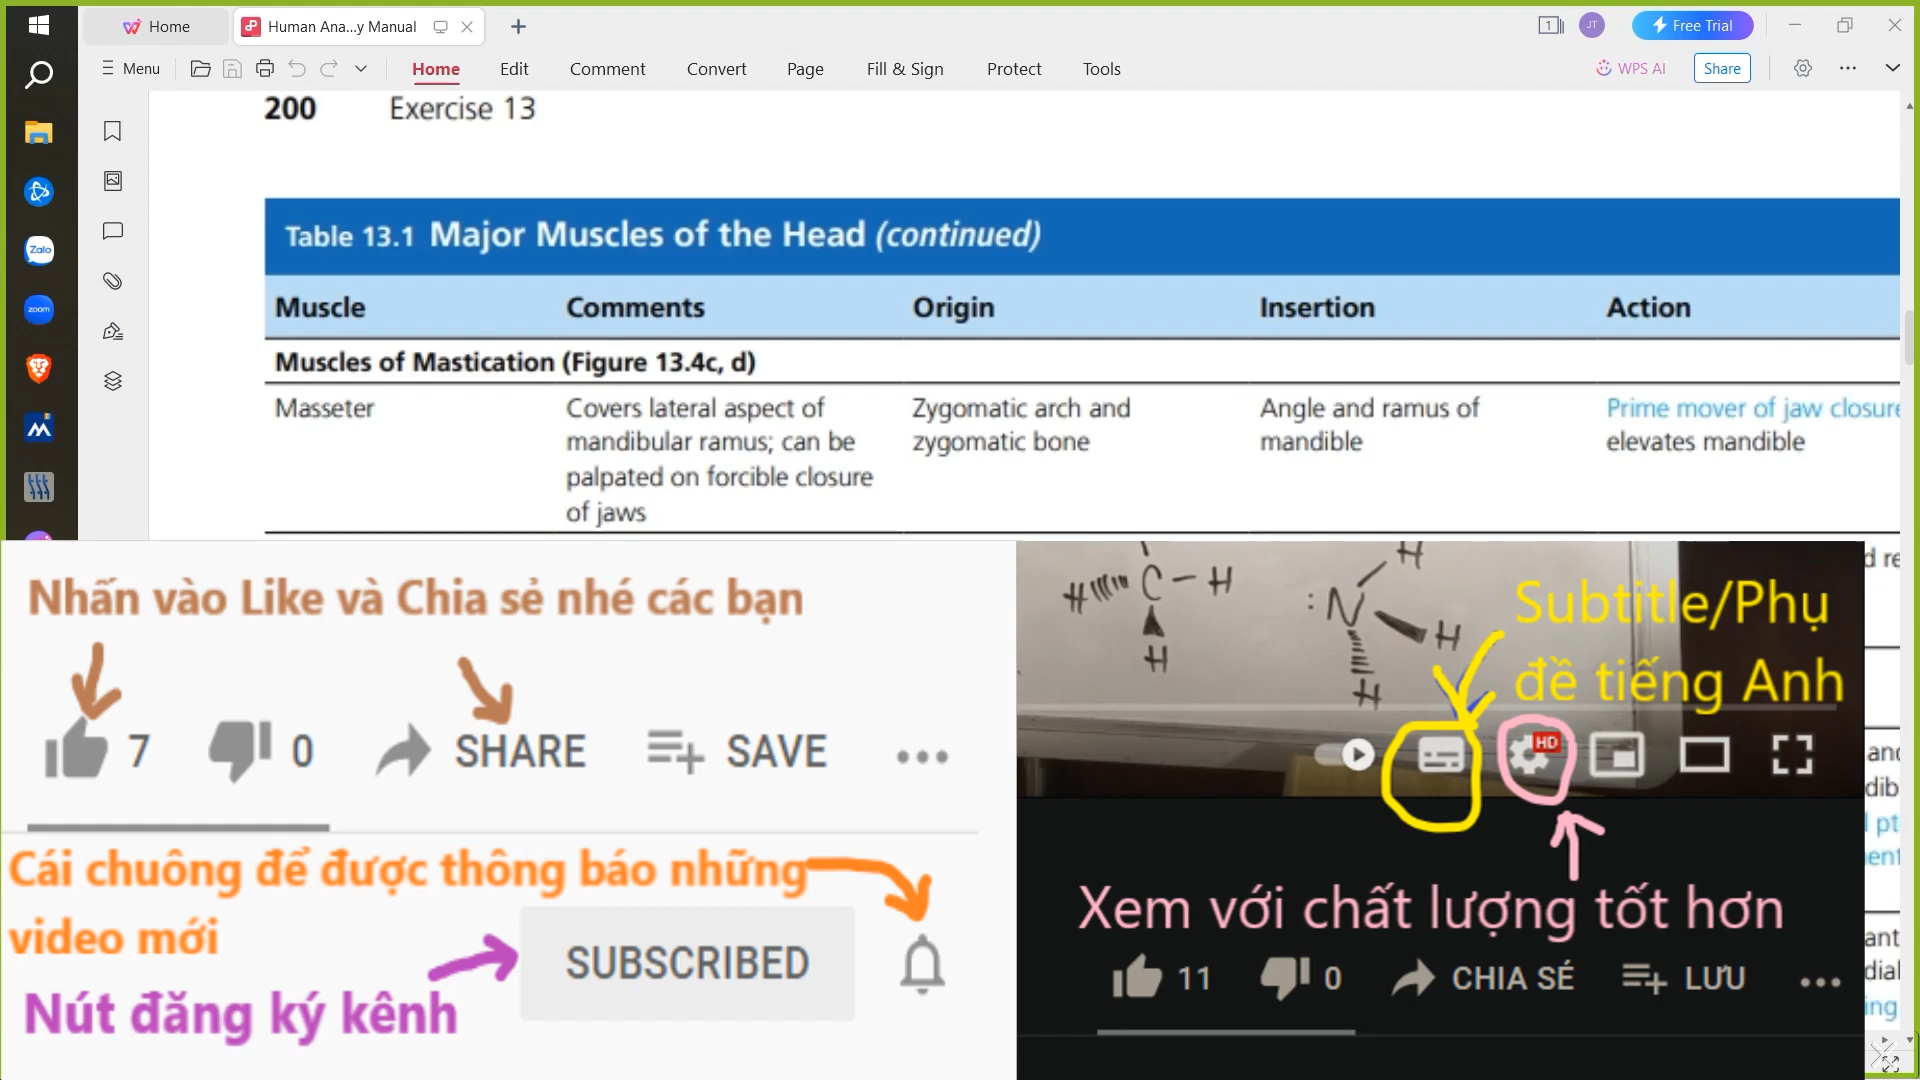 Home
Human Ana...y Manual
1
JT
Free Trial
Menu
Home
Edit
Comment
Convert
Page
Fill & Sign
Protect
Tools
WPS AI
Share
Zalo
zoom
200 Exercise 13
Table 13.1 Major Muscles of the Head (continued)
Muscle Comments Origin Insertion Action
Muscles of Mastication (Figure 13.4c, d)
Masseter
Covers lateral aspect of
mandibular ramus; can be
palpated on forcible closure
of jaws
Zygomatic arch and
zygomatic bone
Angle and ramus of
mandible
Prime mover of jaw closure
elevates mandible
Nhấn vào Like và Chia sẻ nhé các bạn
7 0 SHARE SAVE
Cái chuông để được thông báo những
video mới
SUBSCRIBED
Nút đăng ký kênh
H C H
H
H
: N H
H
Subtitle/Phụ
đề tiếng Anh
HD
Xem với chất lượng tốt hơn
11 0 CHIA SẺ LƯU